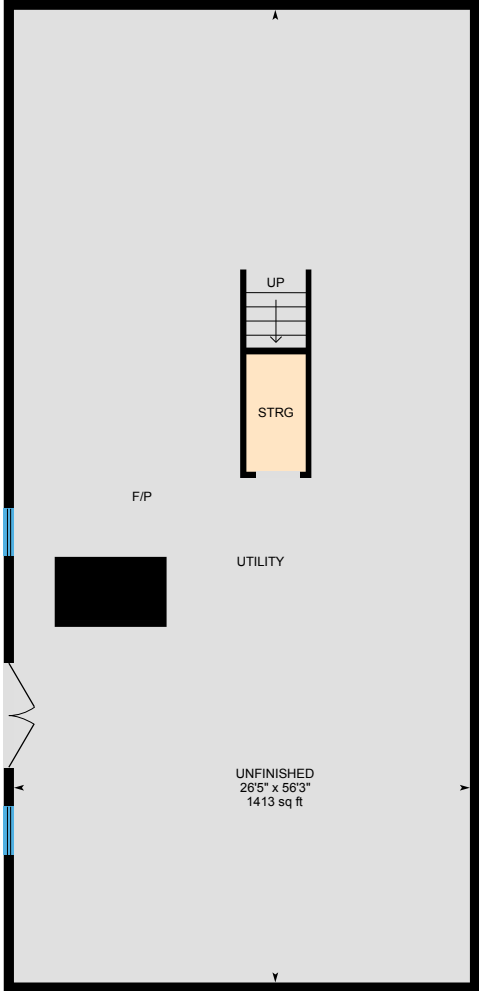 UP
STRG
F/P
UTILITY
UNFINISHED
26'5" x 56'3"
1413 sq ft